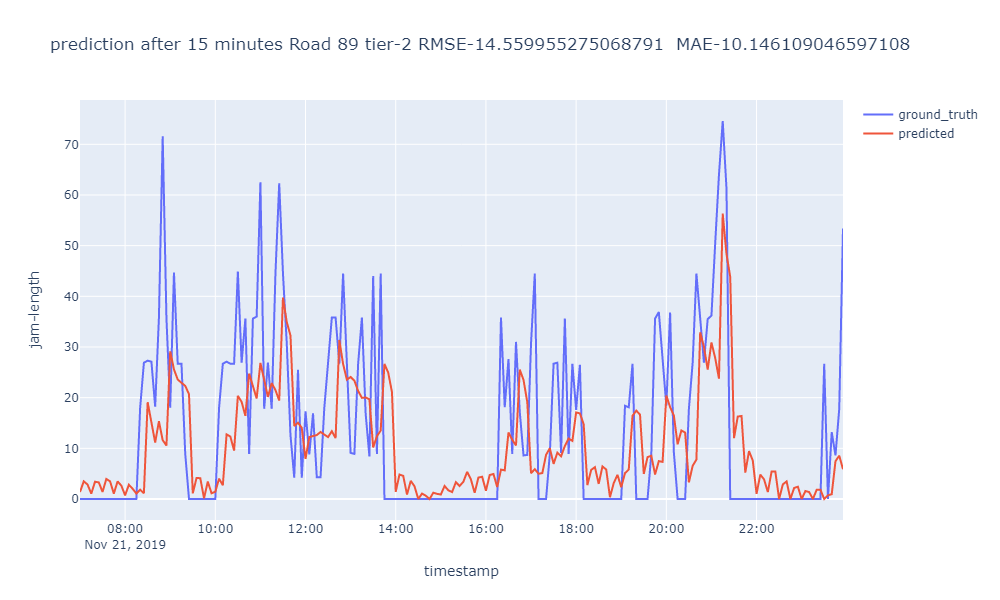 prediction after 15 minutes Road 89 tier-2 RMSE-14.559955275068791  MAE-10.146109046597108
ground_truth
predicted
70
60
50
40
30
20
10
0
jam-length
08:00 10:00 12:00 14:00 16:00 18:00 20:00 22:00
Nov 21, 2019
timestamp